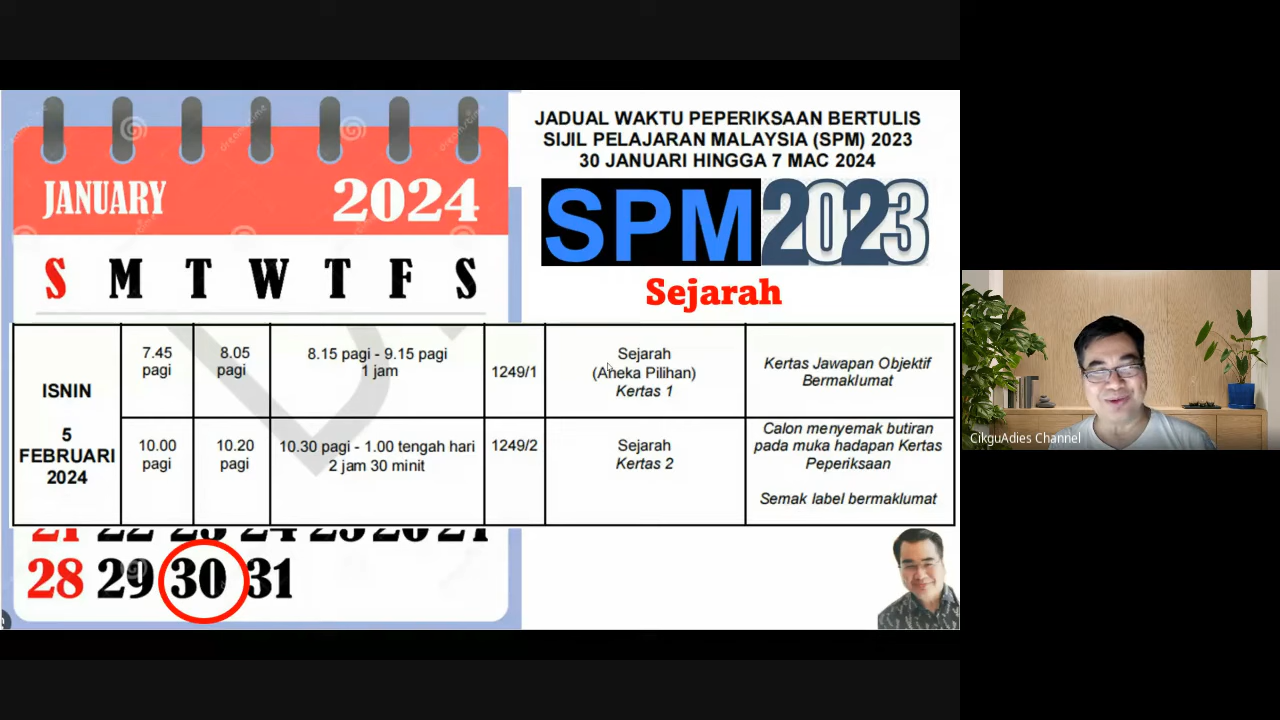 JANUARY 2024
S M T W T F S
28 29 30 31
JADUAL WAKTU PEPERIKSAAN BERTULIS
SIJIL PELAJARAN MALAYSIA (SPM) 2023
30 JANUARI HINGGA 7 MAC 2024
SPM 2023
Sejarah
ISNIN
5
FEBRUARI
2024
7.45
pagi
8.05
pagi
8.15 pagi - 9.15 pagi
1 jam
1249/1
Sejarah
(Aneka Pilihan)
Kertas 1
Kertas Jawapan Objektif
Bermaklumat
10.00
pagi
10.20
pagi
10.30 pagi - 1.00 tengah hari
2 jam 30 minit
1249/2
Sejarah
Kertas 2
Calon menyemak butiran
pada muka hadapan Kertas
Peperiksaan
Semak label bermaklumat
CikguAdies Channel